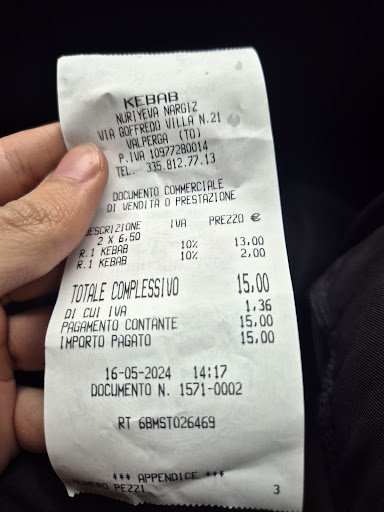 KEBAB
NURIYEVA NARGIZ
VIA GOFFREDO VILLA N.21
VALPERGA (TO)
P.IVA 10977280014
TEL. 335.812.77.13
DOCUMENTO COMMERCIALE
DI VENDITA O PRESTAZIONE
DESCRIZIONE IVA PREZZO €
2 X 6,50
R.1 KEBAB 10% 13,00
R.1 KEBAB 10% 2,00
TOTALE COMPLESSIVO 15,00
DI CUI IVA 1,36
PAGAMENTO CONTANTE 15,00
IMPORTO PAGATO 15,00
16-05-2024 14:17
DOCUMENTO N. 1571-0002
RT 6BMST026469
*** APPENDICE ***
NUMERO PEZZI 3